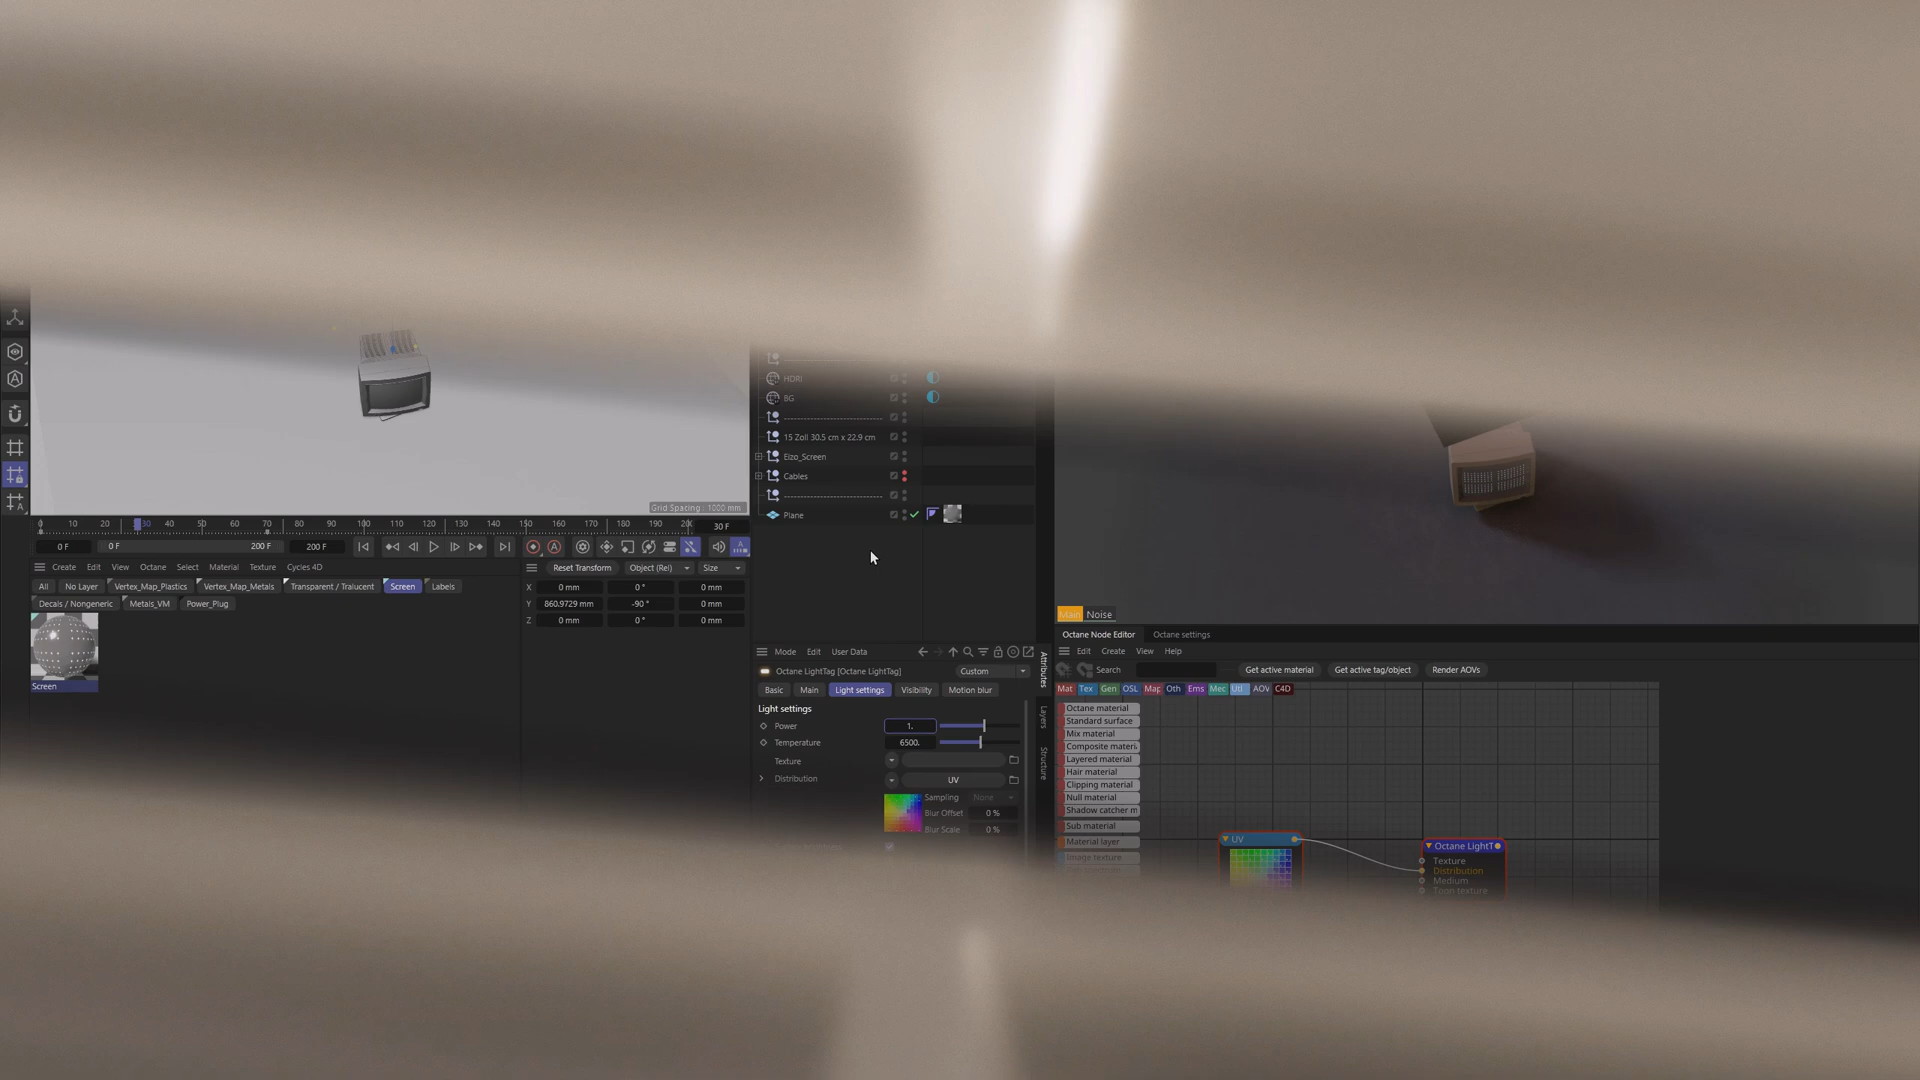 HDRI
BG
15 Zoll 30.5 cm x 22.9 cm
Eizo_Screen
Cables
Plane
Grid Spacing : 1000 mm
0 10 20 30 40 50 60 70 80 90 100 110 120 130 140 150 160 170 180 190 20 30 F
0 F 0 F 200 F 200 F
Create Edit View Octane Select Material Texture Cycles 4D
All No Layer Vertex_Map_Plastics Vertex_Map_Metals Transparent / Tralucent Screen Labels
Decals / Nongeneric Metals_VM Power_Plug
Screen
Reset Transform Object (Rel) Size
X 0 mm 0 ° 0 mm
Y 860.9729 mm -90 ° 0 mm
Z 0 mm 0 ° 0 mm
Mode Edit User Data
Octane LightTag [Octane LightTag] Custom
Basic Main Light settings Visibility Motion blur
Light settings
Power 1.
Temperature 6500.
Texture
Distribution UV
Sampling None
Blur Offset 0 %
Blur Scale 0 %
Attributes
Layers
Structure
Main Noise
Octane Node Editor Octane settings
Edit Create View Help
Search Get active material Get active tag/object Render AOVs
Mat Tex Gen OSL Map Oth Ems Mec Utl AOV C4D
Octane material
Standard surface
Mix material
Composite materi
Layered material
Hair material
Clipping material
Null material
Shadow catcher m
Sub material
Material layer
Image texture
UV
Octane LightT
Texture
Distribution
Medium
Toon texture